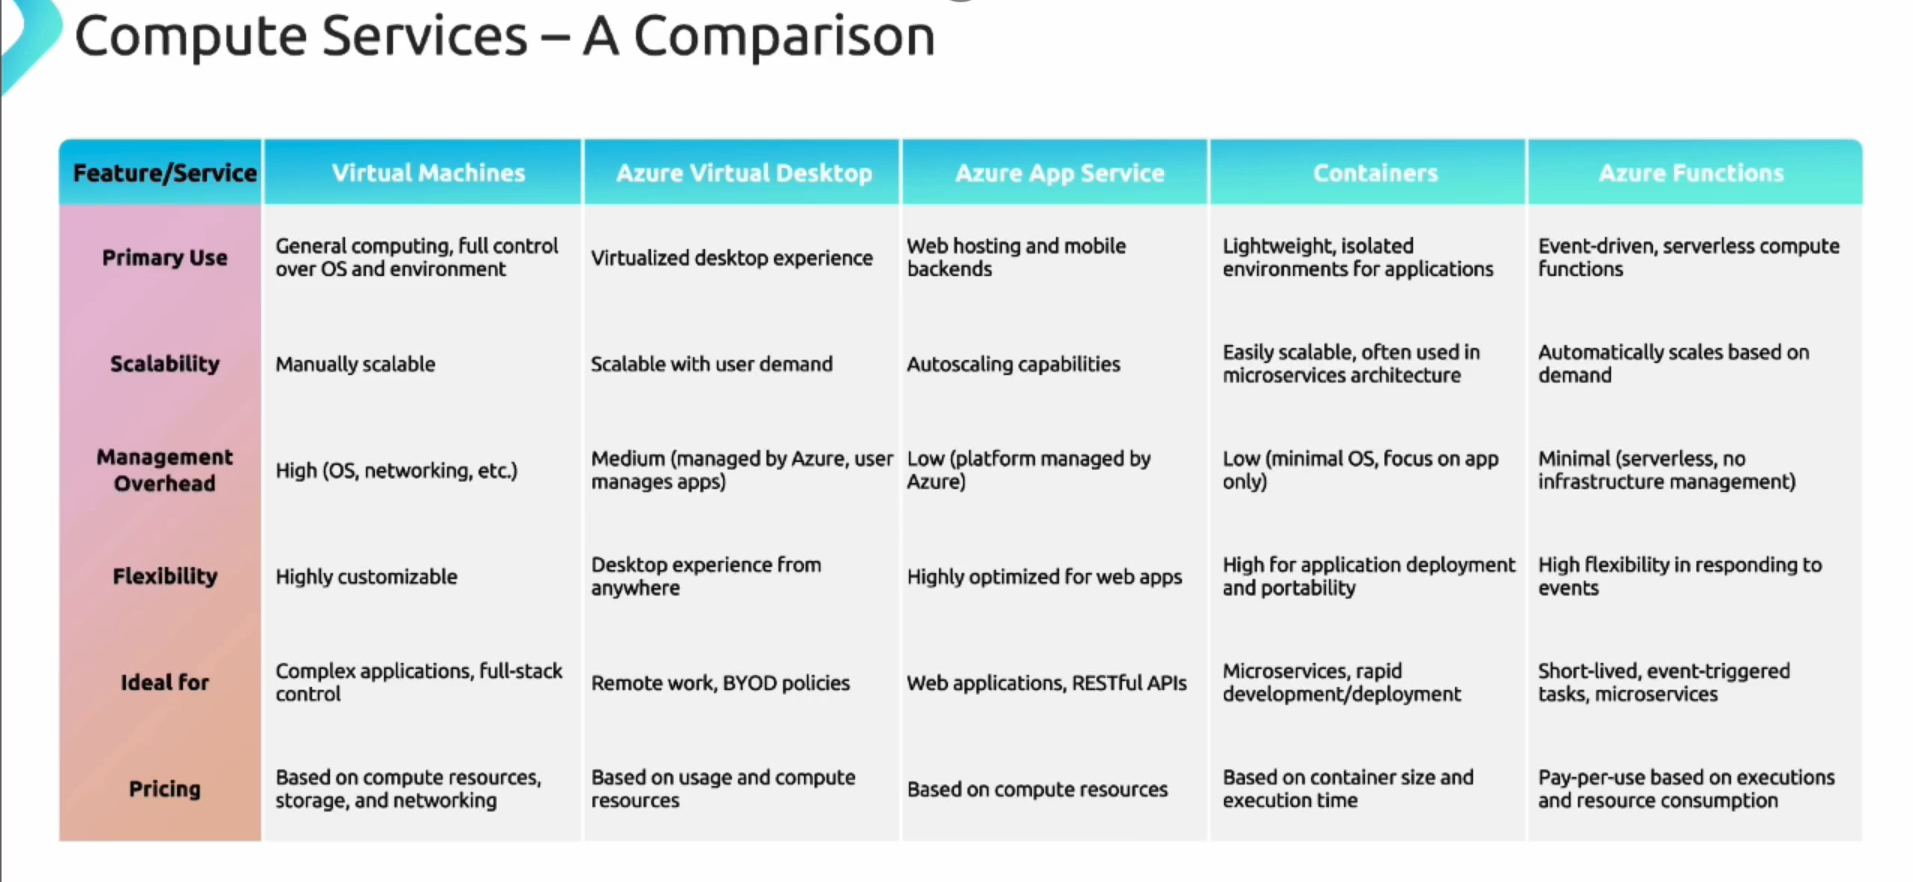 Compute Services – A Comparison
Feature/Service
Virtual Machines
Azure Virtual Desktop
Azure App Service
Containers
Azure Functions
Primary Use
General computing, full control
over OS and environment
Virtualized desktop experience
Web hosting and mobile
backends
Lightweight, isolated
environments for applications
Event-driven, serverless compute
functions
Scalability
Manually scalable
Scalable with user demand
Autoscaling capabilities
Easily scalable, often used in
microservices architecture
Automatically scales based on
demand
Management
Overhead
High (OS, networking, etc.)
Medium (managed by Azure, user
manages apps)
Low (platform managed by
Azure)
Low (minimal OS, focus on app
only)
Minimal (serverless, no
infrastructure management)
Flexibility
Highly customizable
Desktop experience from
anywhere
Highly optimized for web apps
High for application deployment
and portability
High flexibility in responding to
events
Ideal for
Complex applications, full-stack
control
Remote work, BYOD policies
Web applications, RESTful APIs
Microservices, rapid
development/deployment
Short-lived, event-triggered
tasks, microservices
Pricing
Based on compute resources,
storage, and networking
Based on usage and compute
resources
Based on compute resources
Based on container size and
execution time
Pay-per-use based on executions
and resource consumption